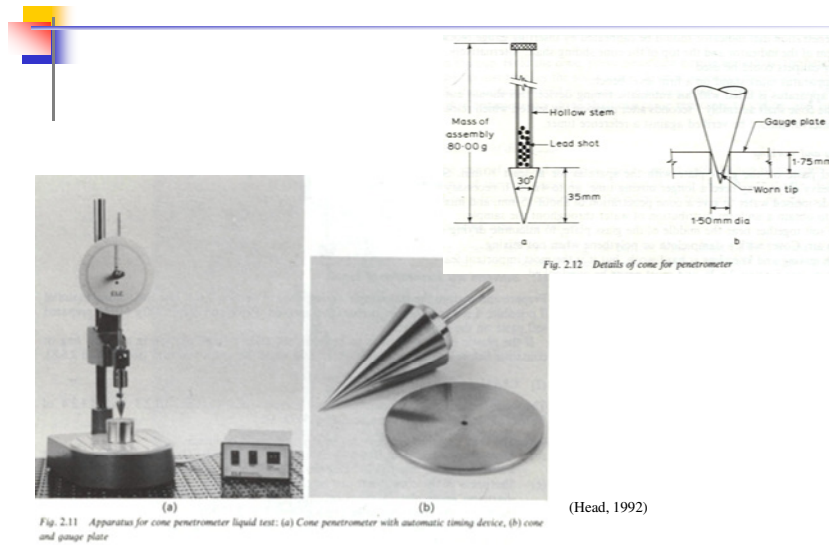 Mass of
assembly
80·00 g
Hollow stem
Lead shot
30°
35mm
a
Gauge plate
1·75mm
Worn tip
1·50mm dia
b
Fig. 2.12 Details of cone for penetrometer
ELE
(a)
(b)
(Head, 1992)
Fig. 2.11 Apparatus for cone penetrometer liquid test: (a) Cone penetrometer with automatic timing device, (b) cone
and gauge plate